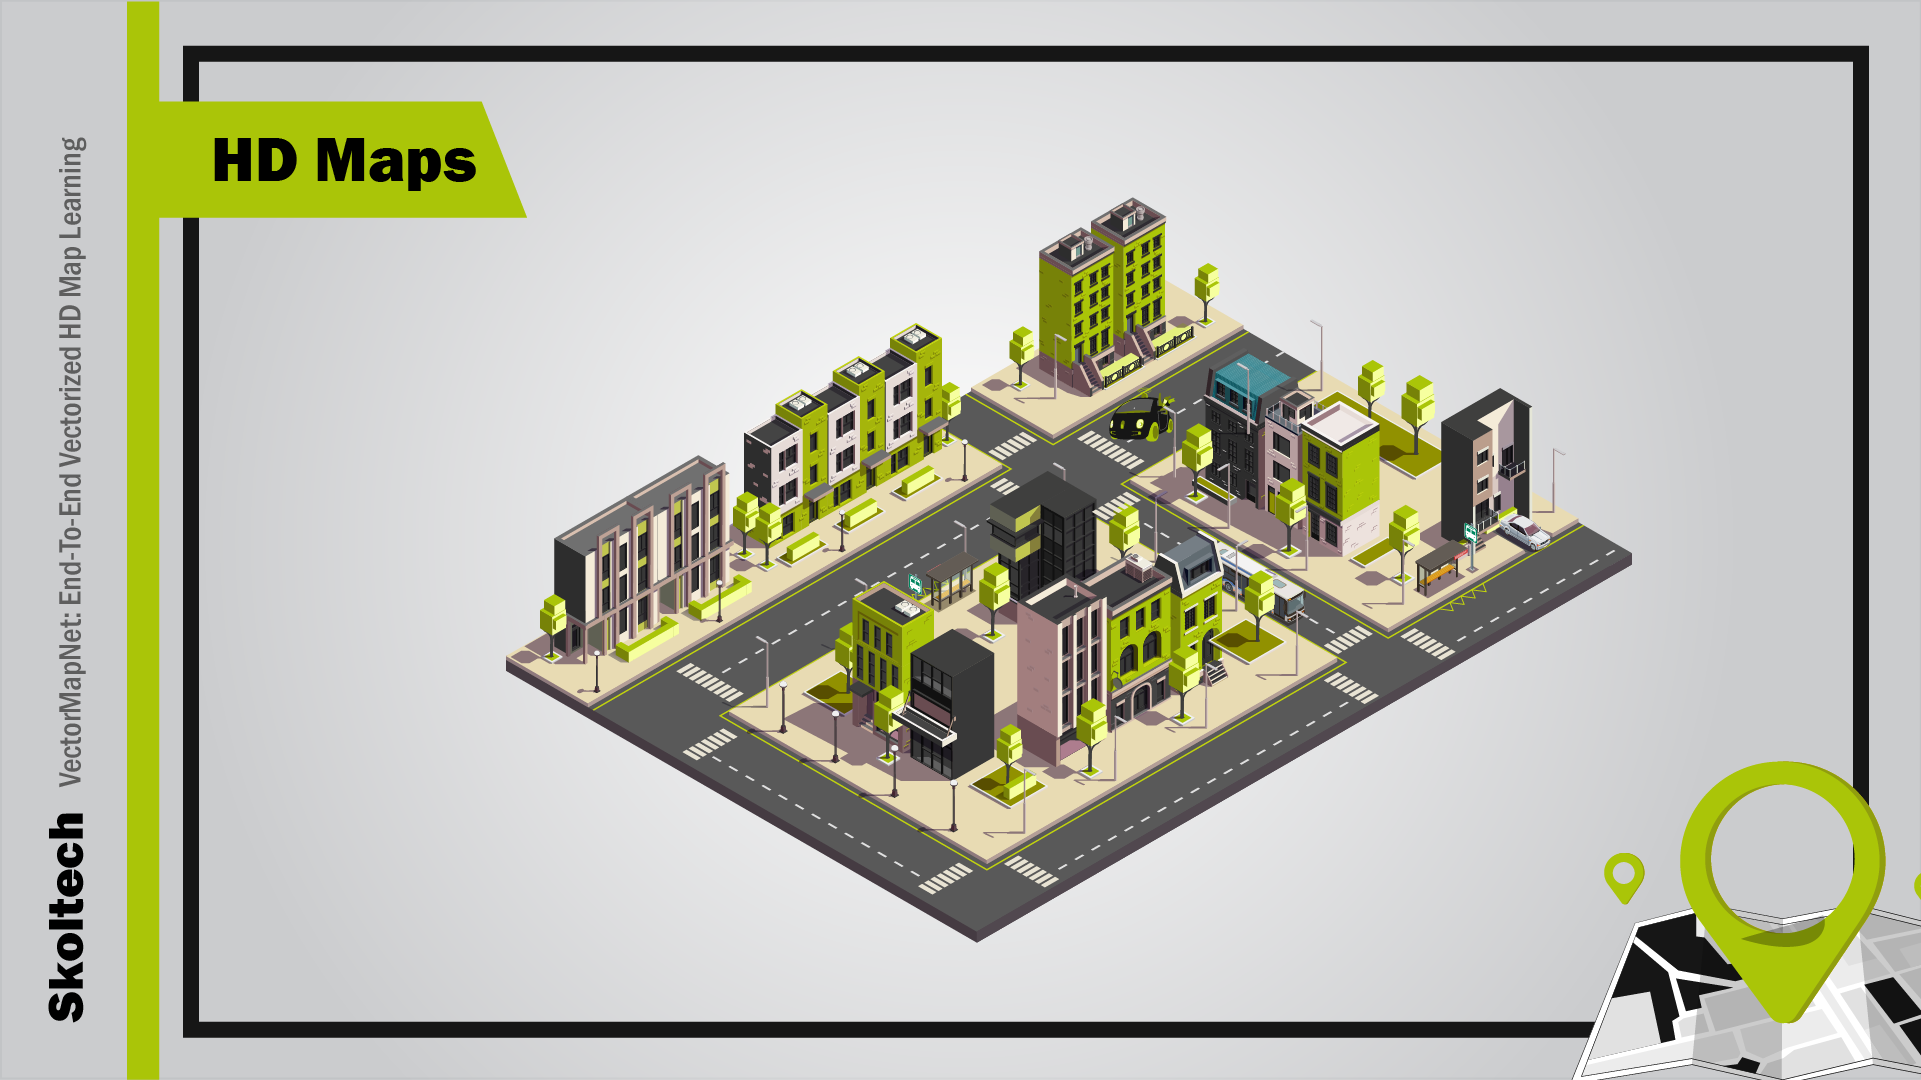 HD Maps
Skoltech
VectorMapNet: End-To-End Vectorized HD Map Learning